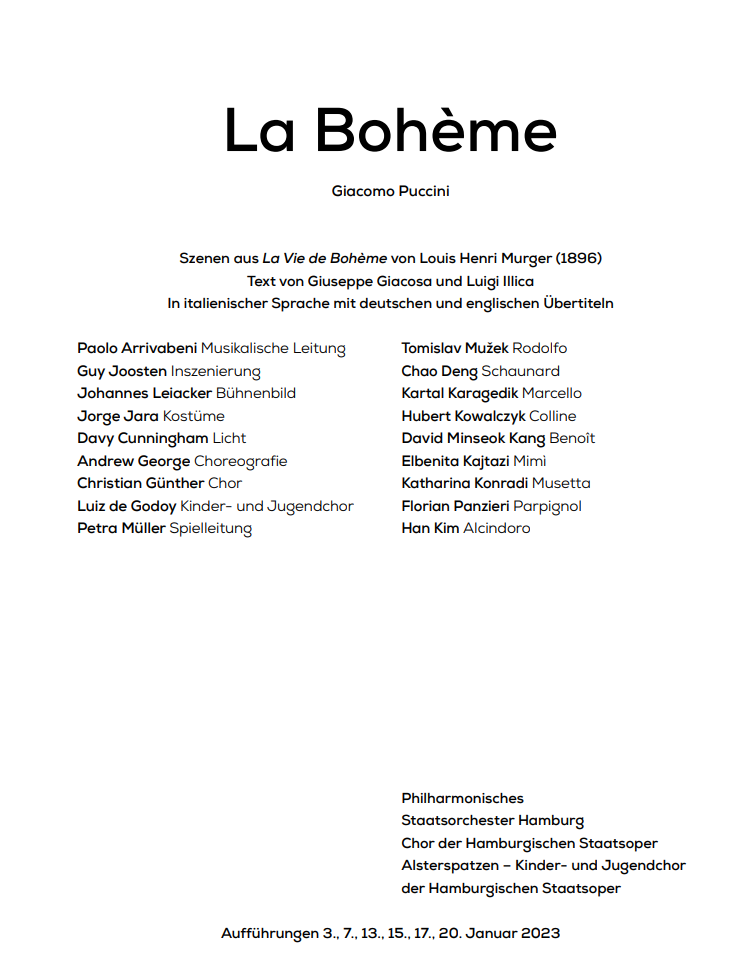 La Bohème
Giacomo Puccini
Szenen aus La Vie de Bohème von Louis Henri Murger (1896)
Text von Giuseppe Giacosa und Luigi Illica
In italienischer Sprache mit deutschen und englischen Übertiteln
Paolo Arrivabeni Musikalische Leitung
Guy Joosten Inszenierung
Johannes Leiacker Bühnenbild
Jorge Jara Kostüme
Davy Cunningham Licht
Andrew George Choreografie
Christian Günther Chor
Luiz de Godoy Kinder- und Jugendchor
Petra Müller Spielleitung
Tomislav Mužek Rodolfo
Chao Deng Schaunard
Kartal Karagedik Marcello
Hubert Kowalczyk Colline
David Minseok Kang Benoît
Elbenita Kajtazi Mimì
Katharina Konradi Musetta
Florian Panzieri Parpignol
Han Kim Alcindoro
Philharmonisches
Staatsorchester Hamburg
Chor der Hamburgischen Staatsoper
Alsterspatzen – Kinder- und Jugendchor
der Hamburgischen Staatsoper
Aufführungen 3., 7., 13., 15., 17., 20. Januar 2023